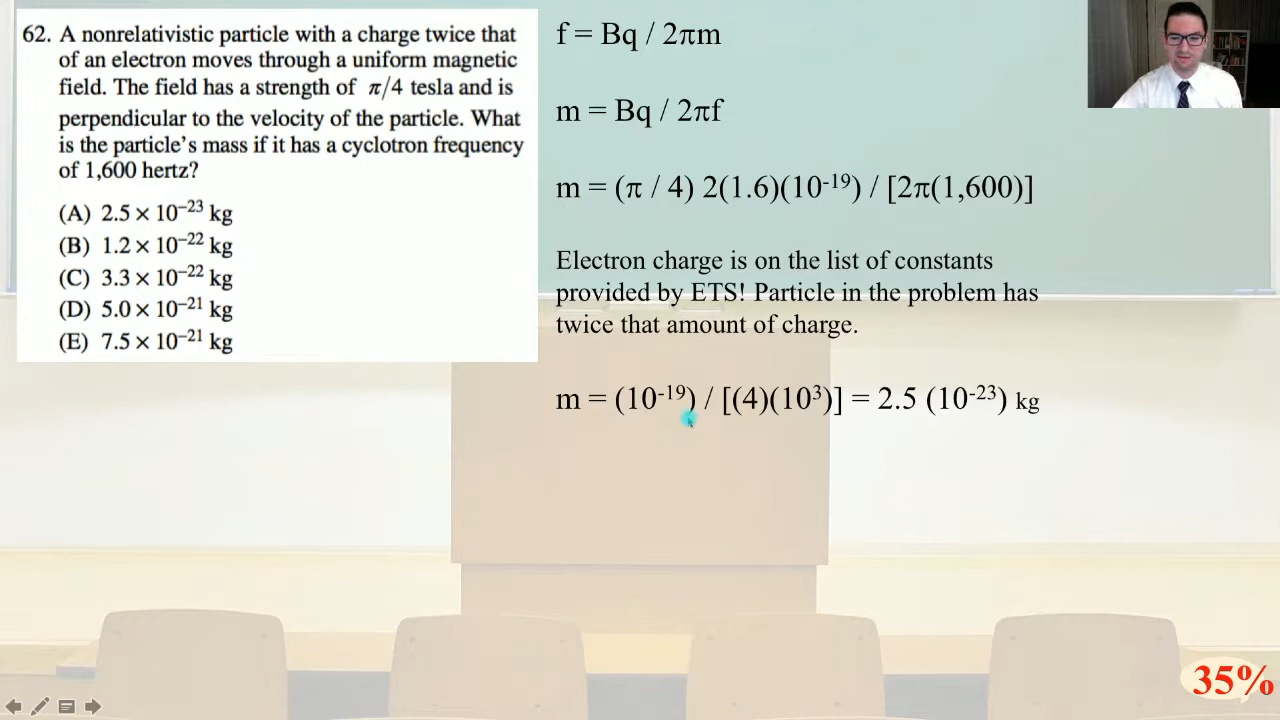 62. A nonrelativistic particle with a charge twice that
of an electron moves through a uniform magnetic
field. The field has a strength of π/4 tesla and is
perpendicular to the velocity of the particle. What
is the particle's mass if it has a cyclotron frequency
of 1,600 hertz?
(A) 2.5 × 10⁻²³ kg
(B) 1.2 × 10⁻²² kg
(C) 3.3 × 10⁻²² kg
(D) 5.0 × 10⁻²¹ kg
(E) 7.5 × 10⁻²¹ kg
f = Bq / 2πm
m = Bq / 2πf
m = (π / 4) 2(1.6)(10⁻¹⁹) / [2π(1,600)]
Electron charge is on the list of constants
provided by ETS! Particle in the problem has
twice that amount of charge.
m = (10⁻¹⁹) / [(4)(10³)] = 2.5 (10⁻²³) kg
35%